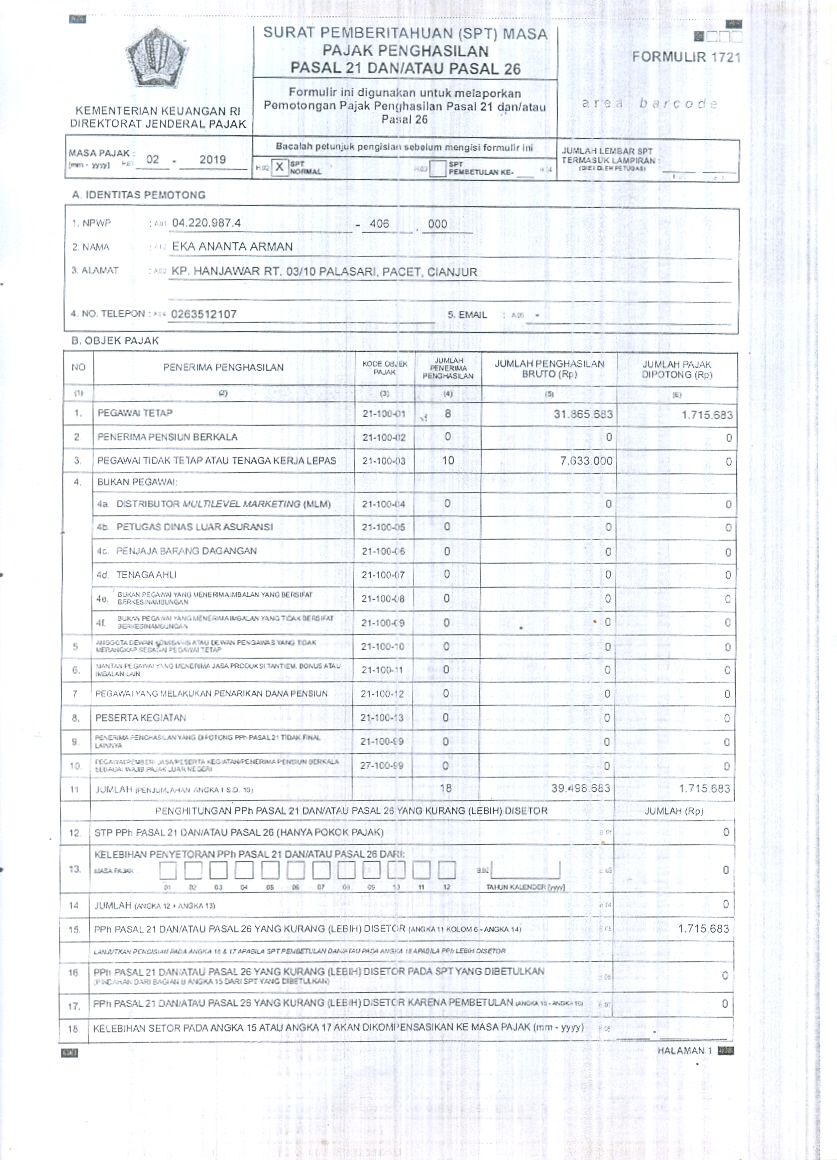 SURAT PEMBERITAHUAN (SPT) MASA
PAJAK PENGHASILAN
PASAL 21 DAN/ATAU PASAL 26
FORMULIR 1721
Formulir ini digunakan untuk melaporkan
Pemotongan Pajak Penghasilan Pasal 21 dan/atau
Pasal 26
area barcode
KEMENTERIAN KEUANGAN RI
DIREKTORAT JENDERAL PAJAK
MASA PAJAK :
[mm - yyyy] 02 - 2019
Bacalah petunjuk pengisian sebelum mengisi formulir ini
H.02 X SPT NORMAL H.03 SPT PEMBETULAN KE- H.04
JUMLAH LEMBAR SPT
TERMASUK LAMPIRAN :
(DIISI OLEH PETUGAS)
A. IDENTITAS PEMOTONG
1. NPWP : A.01 04.220.987.4 - 406 . 000
2. NAMA : EKA ANANTA ARMAN
3. ALAMAT : A.03 KP. HANJAWAR RT. 03/10 PALASARI, PACET, CIANJUR
4. NO. TELEPON : A.04 0263512107 5. EMAIL : A.05 -
B. OBJEK PAJAK
NO PENERIMA PENGHASILAN KODE OBJEK PAJAK JUMLAH PENERIMA PENGHASILAN JUMLAH PENGHASILAN BRUTO (Rp) JUMLAH PAJAK DIPOTONG (Rp)
(1) (2) (3) (4) (5) (6)
1. PEGAWAI TETAP 21-100-01 8 31.865.683 1.715.683
2 PENERIMA PENSIUN BERKALA 21-100-02 0 0 0
3. PEGAWAI TIDAK TETAP ATAU TENAGA KERJA LEPAS 21-100-03 10 7.633.000 0
4. BUKAN PEGAWAI:
4a. DISTRIBUTOR MULTILEVEL MARKETING (MLM) 21-100-04 0 0 0
4b. PETUGAS DINAS LUAR ASURANSI 21-100-05 0 0 0
4c. PENJAJA BARANG DAGANGAN 21-100-06 0 0 0
4d. TENAGA AHLI 21-100-07 0 0 0
4e. BUKAN PEGAWAI YANG MENERIMA IMBALAN YANG BERSIFAT BERKESINAMBUNGAN 21-100-08 0 0 0
4f. BUKAN PEGAWAI YANG MENERIMA IMBALAN YANG TIDAK BERSIFAT BERKESINAMBUNGAN 21-100-09 0 0 0
5 ANGGOTA DEWAN KOMISARIS ATAU DEWAN PENGAWAS YANG TIDAK MERANGKAP SEBAGAI PEGAWAI TETAP 21-100-10 0 0 0
6. MANTAN PEGAWAI YANG MENERIMA JASA PRODUKSI TANTIEM, BONUS ATAU IMBALAN LAIN 21-100-11 0 0 0
7 PEGAWAI YANG MELAKUKAN PENARIKAN DANA PENSIUN 21-100-12 0 0 0
8. PESERTA KEGIATAN 21-100-13 0 0 0
9. PENERIMA PENGHASILAN YANG DIPOTONG PPh PASAL 21 TIDAK FINAL LAINNYA 21-100-99 0 0 0
10. PEGAWAI/PEMBERI JASA/PESERTA KEGIATAN/PENERIMA PENSIUN BERKALA SEBAGAI WAJIB PAJAK LUAR NEGERI 27-100-99 0 0 0
11 JUMLAH (PENJUMLAHAN ANGKA 1 S.D. 10) 18 39.498.683 1.715.683
PENGHITUNGAN PPh PASAL 21 DAN/ATAU PASAL 26 YANG KURANG (LEBIH) DISETOR JUMLAH (Rp)
12. STP PPh PASAL 21 DAN/ATAU PASAL 26 (HANYA POKOK PAJAK) B.01 0
13. KELEBIHAN PENYETORAN PPh PASAL 21 DAN/ATAU PASAL 26 DARI:
MASA PAJAK B.02 B.03 0
01 02 03 04 05 06 07 08 09 10 11 12 TAHUN KALENDER [yyyy]
14 JUMLAH (ANGKA 12 + ANGKA 13) B.04 0
15. PPh PASAL 21 DAN/ATAU PASAL 26 YANG KURANG (LEBIH) DISETOR (ANGKA 11 KOLOM 6 - ANGKA 14) B.05 1.715.683
LANJUTKAN PENGISIAN PADA ANGKA 16 & 17 APABILA SPT PEMBETULAN DAN/ATAU PADA ANGKA 18 APABILA PPh LEBIH DISETOR
16 PPh PASAL 21 DAN/ATAU PASAL 26 YANG KURANG (LEBIH) DISETOR PADA SPT YANG DIBETULKAN B.06 0
(PINDAHAN DARI BAGIAN B ANGKA 15 DARI SPT YANG DIBETULKAN)
17. PPh PASAL 21 DAN/ATAU PASAL 26 YANG KURANG (LEBIH) DISETOR KARENA PEMBETULAN (ANGKA 15 - ANGKA 16) B.07 0
18. KELEBIHAN SETOR PADA ANGKA 15 ATAU ANGKA 17 AKAN DIKOMPENSASIKAN KE MASA PAJAK (mm - yyyy) B.08 -
HALAMAN 1